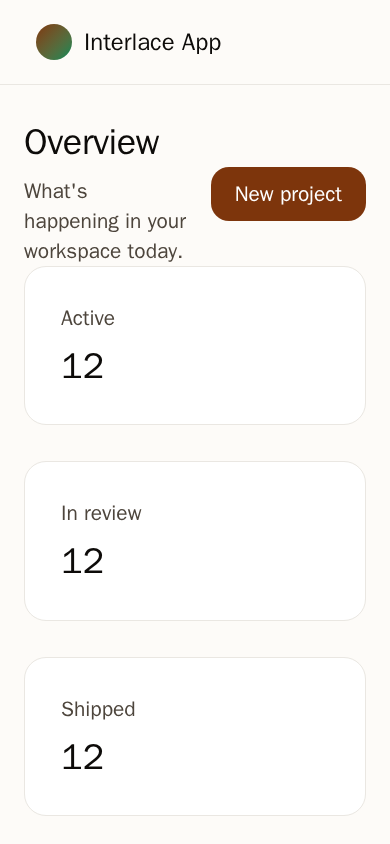 Interlace App
Overview
What's
happening in your
workspace today.
New project
Active
12
In review
12
Shipped
12